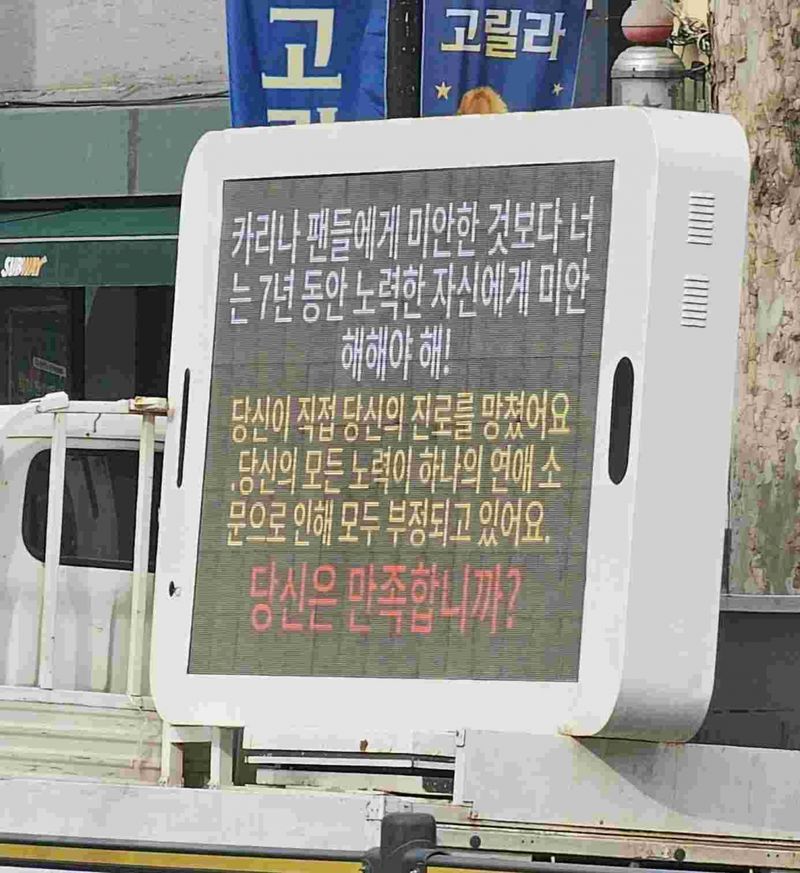 고
고릴라
SUBWAY
카리나 팬들에게 미안한 것보다 너
는 7년 동안 노력한 자신에게 미안
해해야 해!
당신이 직접 당신의 진로를 망쳤어요
.당신의 모든 노력이 하나의 연애 소
문으로 인해 모두 부정되고 있어요.
당신은 만족합니까?